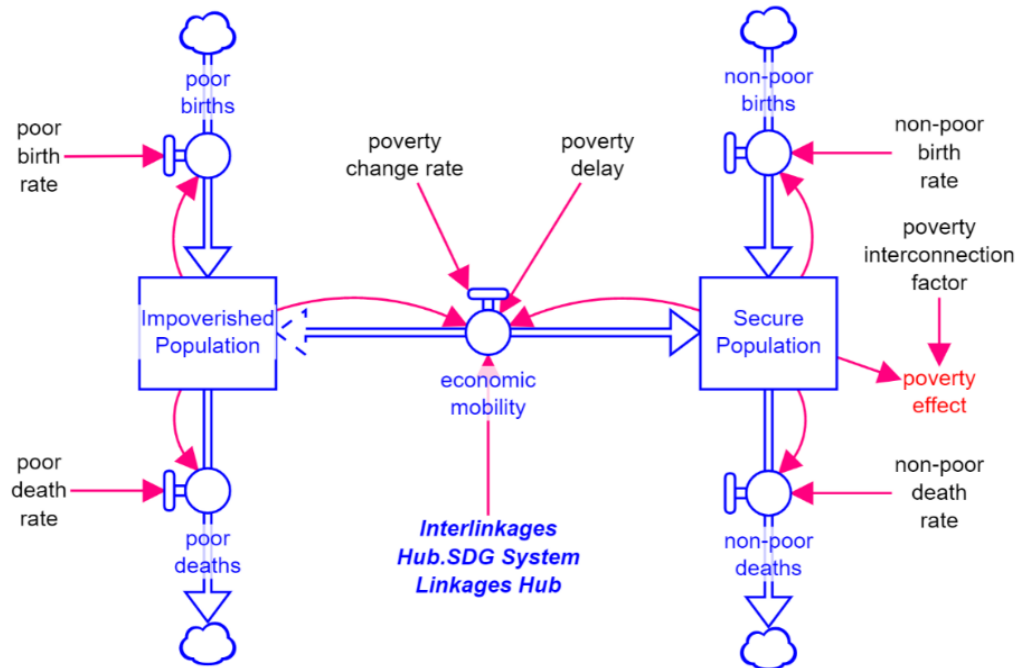 poor
births
non-poor
births
poor
birth
rate
poverty
change rate
poverty
delay
non-poor
birth
rate
poverty
interconnection
factor
Impoverished
Population
Secure
Population
economic
mobility
poverty
effect
poor
death
rate
non-poor
death
rate
Interlinkages
Hub.SDG System
Linkages Hub
poor
deaths
non-poor
deaths